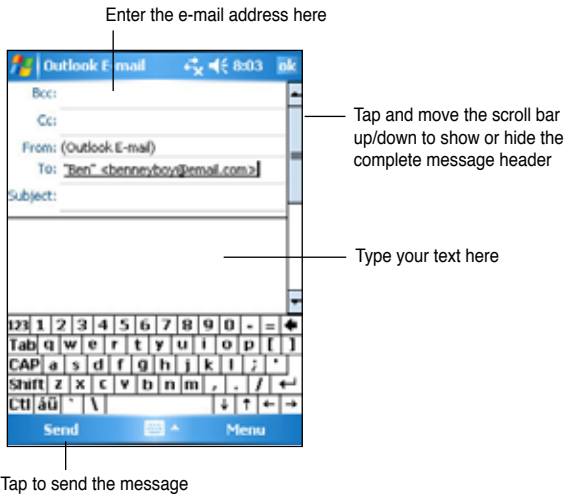 Enter the e-mail address here
Outlook E-mail 8:03 ok
Bcc:
Cc:
From: (Outlook E-mail)
To: "Ben" <benneyboy@email.com>
Subject:
Tap and move the scroll bar
up/down to show or hide the
complete message header
Type your text here
123 1 2 3 4 5 6 7 8 9 0 - = ←
Tab q w e r t y u i o p [ ]
CAP a s d f g h j k l ; '
Shift z x c v b n m , . / ↵
Ctl áü ` \ ↓ ↑ ← →
Send Menu
Tap to send the message